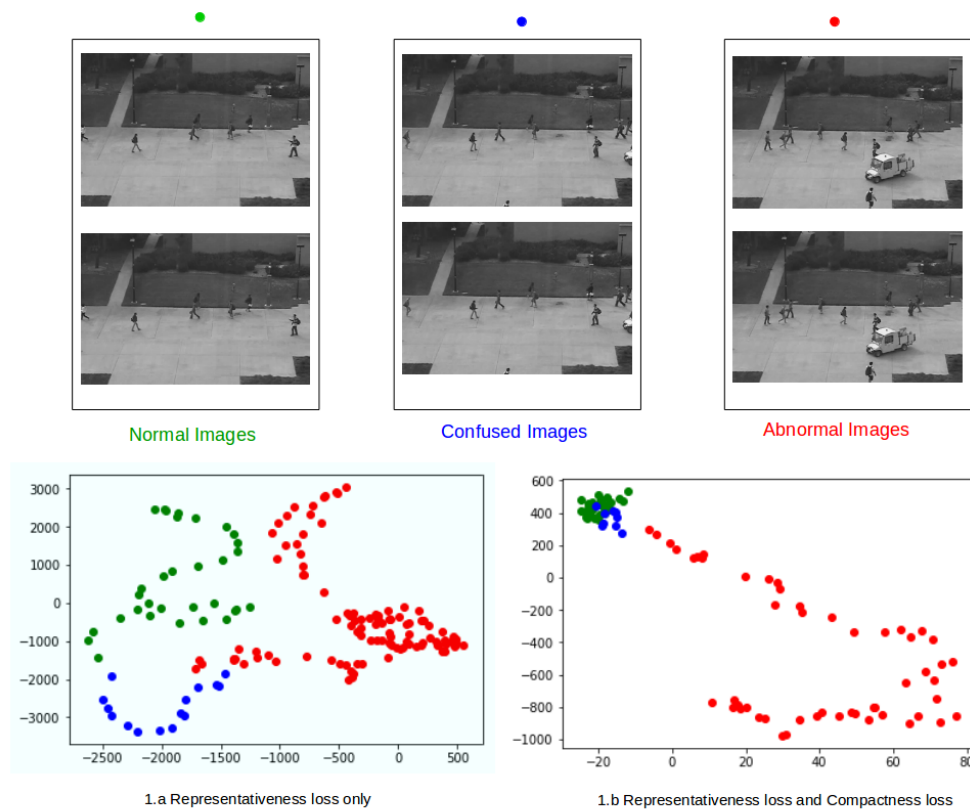 Normal Images
Confused Images
Abnormal Images
3000
2000
1000
0
−1000
−2000
−3000
−2500 −2000 −1500 −1000 −500 0 500
1.a Representativeness loss only
600
400
200
0
−200
−400
−600
−800
−1000
−20 0 20 40 60 80
1.b Representativeness loss and Compactness loss